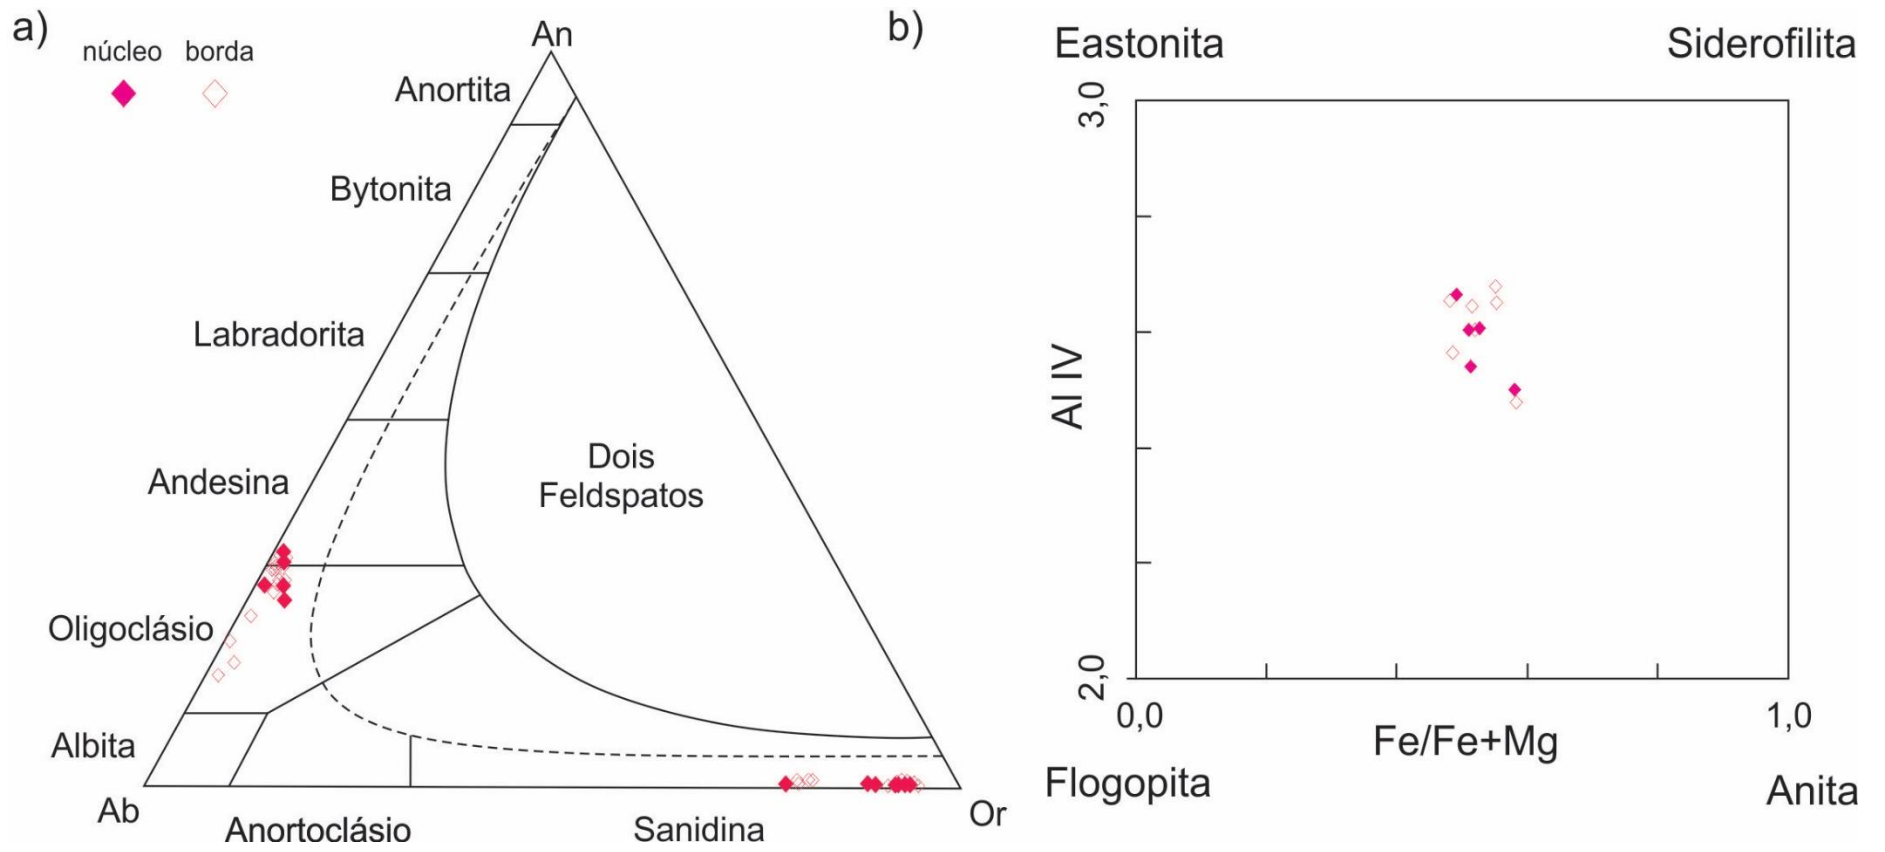 a)
núcleo borda
An
Anortita
Bytonita
Labradorita
Andesina
Dois
Feldspatos
Oligoclásio
Albita
Ab
Or
Anortoclásio
Sanidina
b)
Eastonita
Siderofilita
3,0
Al IV
2,0
0,0
1,0
Fe/Fe+Mg
Flogopita
Anita